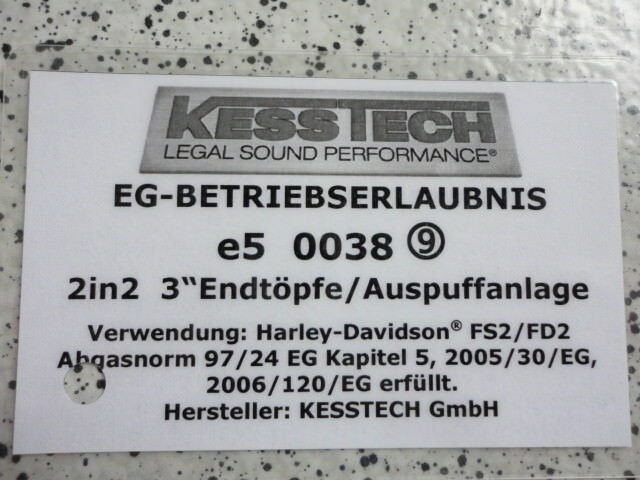 KESSTECH
LEGAL SOUND PERFORMANCE®
EG-BETRIEBSERLAUBNIS
e5 0038 ⑨
2in2 3“Endtöpfe/Auspuffanlage
Verwendung: Harley-Davidson® FS2/FD2
Abgasnorm 97/24 EG Kapitel 5, 2005/30/EG,
2006/120/EG erfüllt.
Hersteller: KESSTECH GmbH